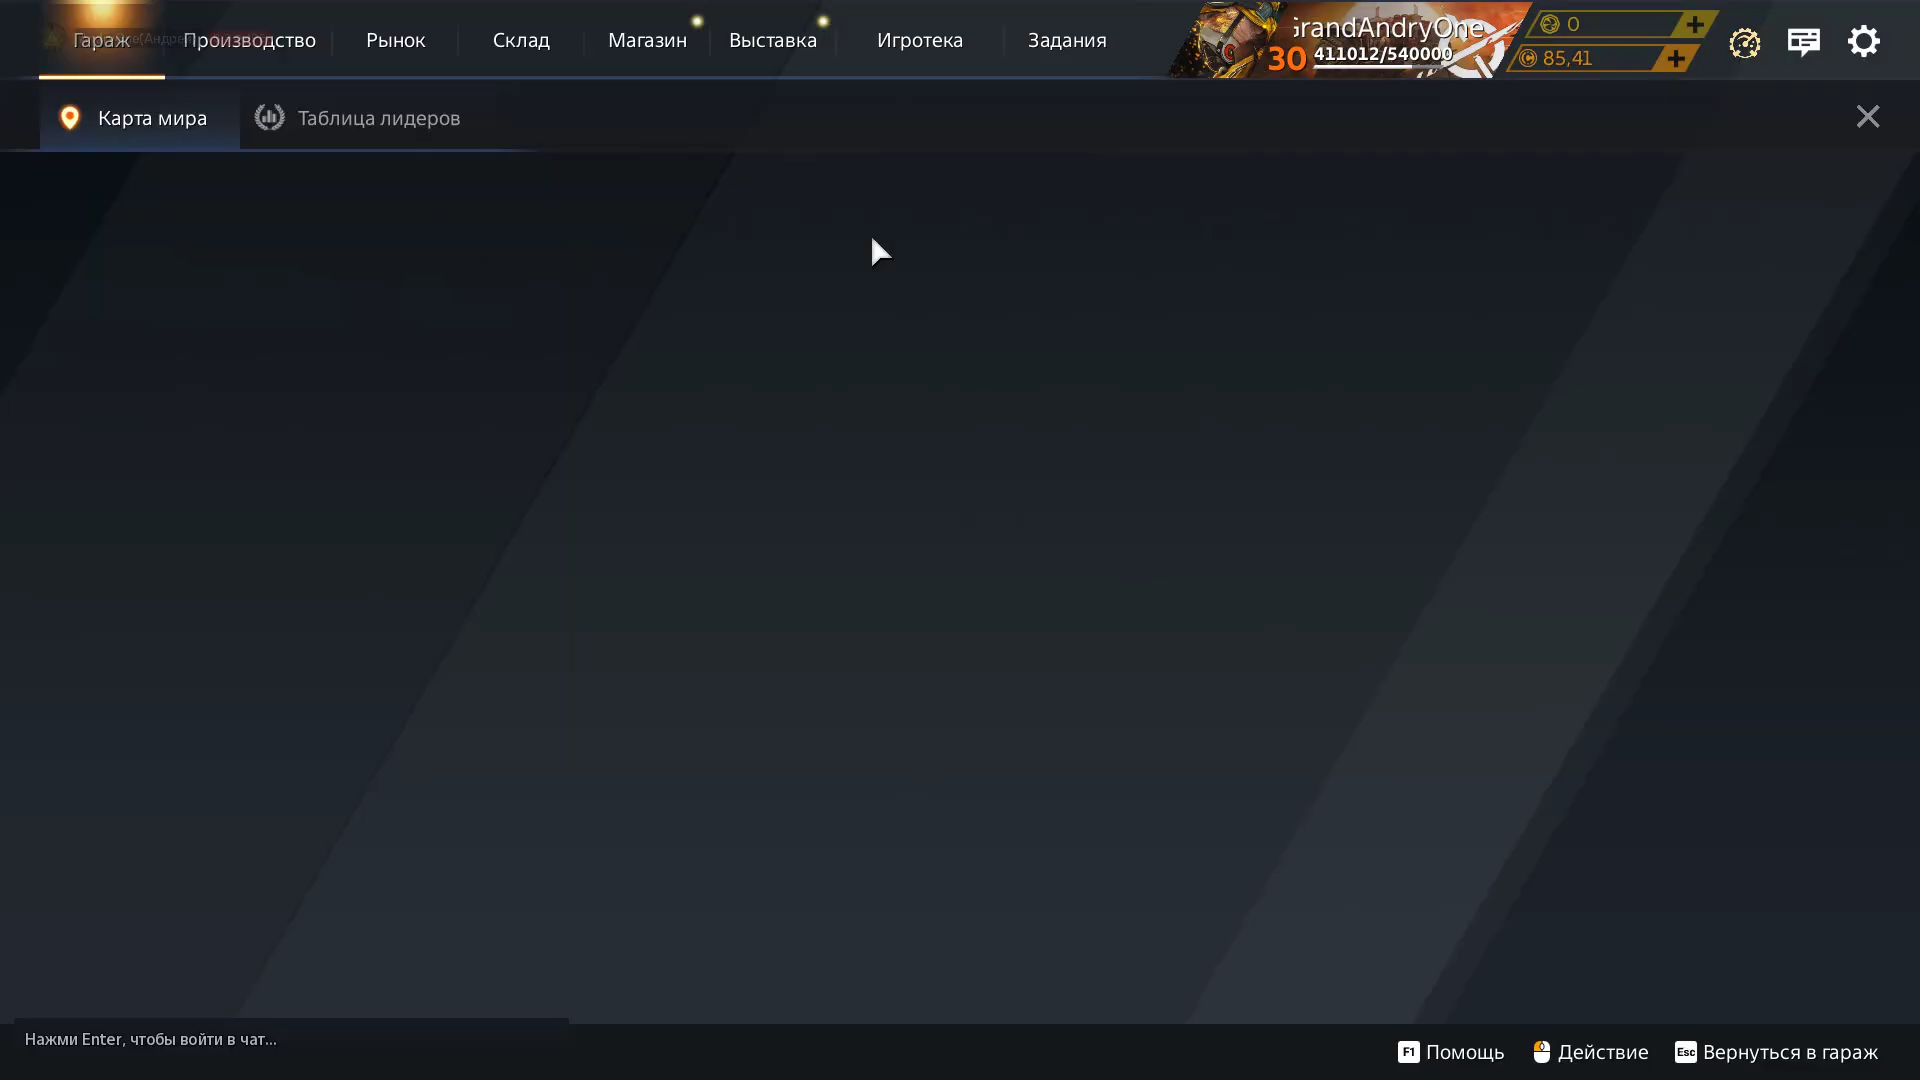 Гараж
Производство
Рынок
Склад
Магазин
Выставка
Игротека
Задания
GrandAndryOne
30
411012/540000
0
85,41
Карта мира
Таблица лидеров
Нажми Enter, чтобы войти в чат...
F1 Помощь
Действие
Esc Вернуться в гараж